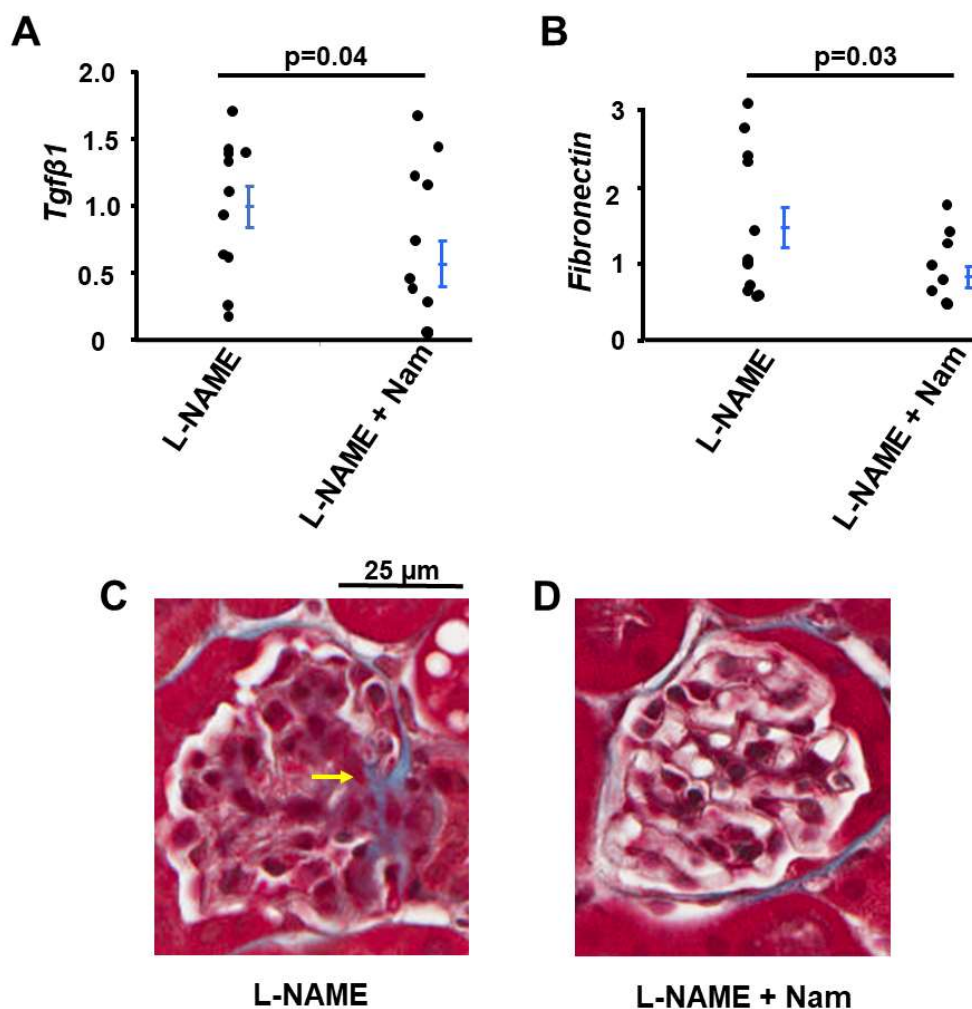 A
p=0.04
2.0
1.5
1.0
0.5
0
Tgfβ1
L-NAME
L-NAME + Nam
B
p=0.03
3
2
1
0
Fibronectin
L-NAME
L-NAME + Nam
C
25 µm
L-NAME
D
L-NAME + Nam